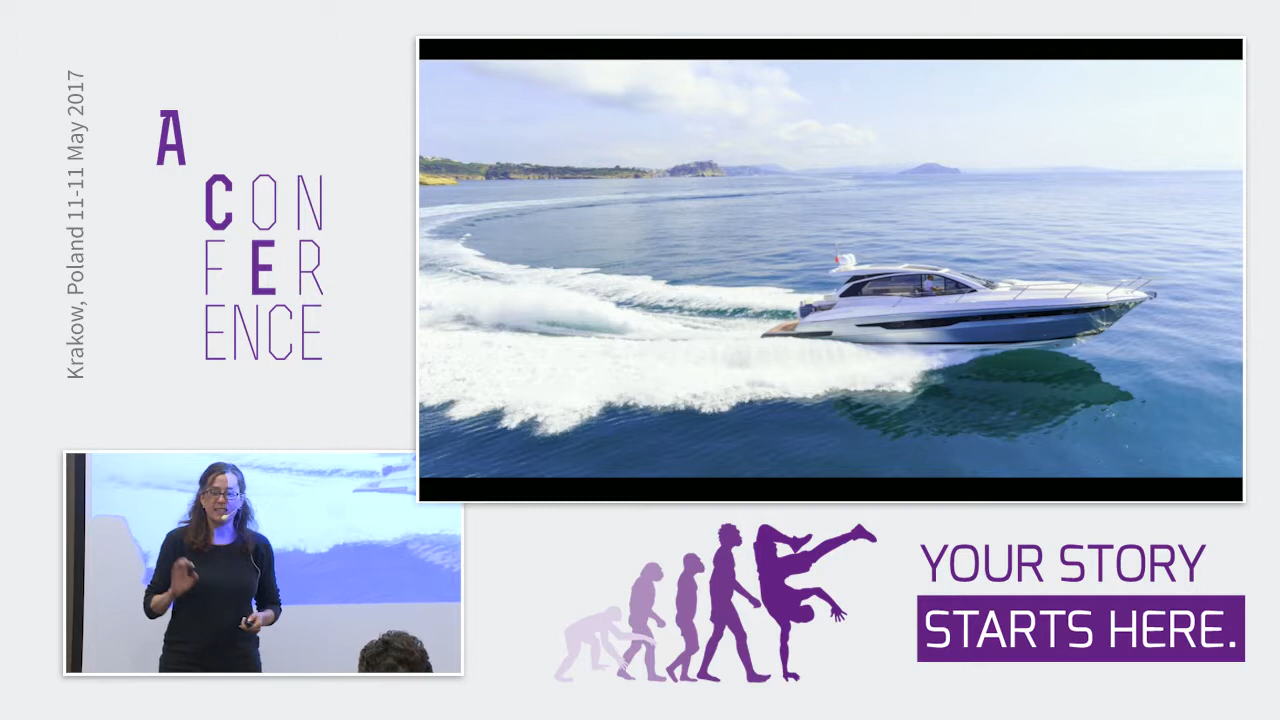 Krakow, Poland 11-11 May 2017
A
CON
FER
ENCE
YOUR STORY
STARTS HERE.